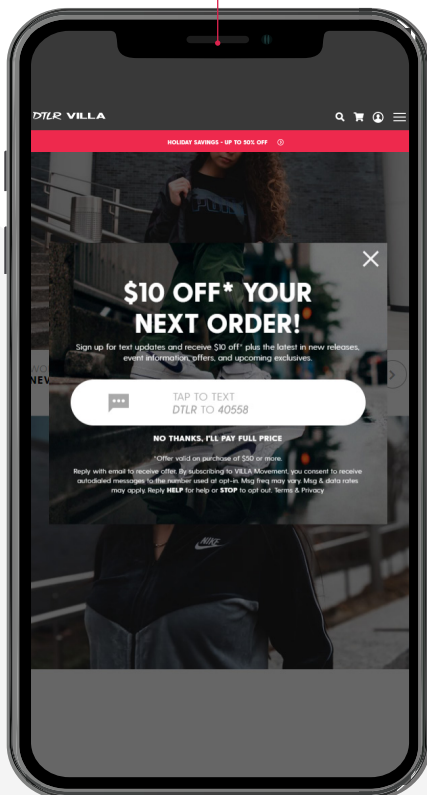 DTLR VILLA
HOLIDAY SAVINGS - UP TO 50% OFF
$10 OFF* YOUR
NEXT ORDER!
Sign up for text updates and receive $10 off* plus the latest in new releases,
event information, offers, and upcoming exclusives.
TAP TO TEXT
DTLR TO 40558
NO THANKS, I'LL PAY FULL PRICE
*Offer valid on purchase of $50 or more.
Reply with email to receive offer. By subscribing to VILLA Movement, you consent to receive
autodialed messages to the number used at opt-in. Msg freq may vary. Msg & data rates
may apply. Reply HELP for help or STOP to opt out. Terms & Privacy
NIKE